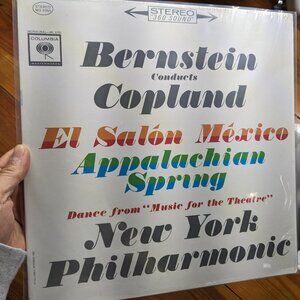 STEREO
360 SOUND
COLUMBIA
Bernstein
Conducts
Copland
El Salón México
Appalachian
Spring
Dance from "Music for the Theatre"
New York
Philharmonic